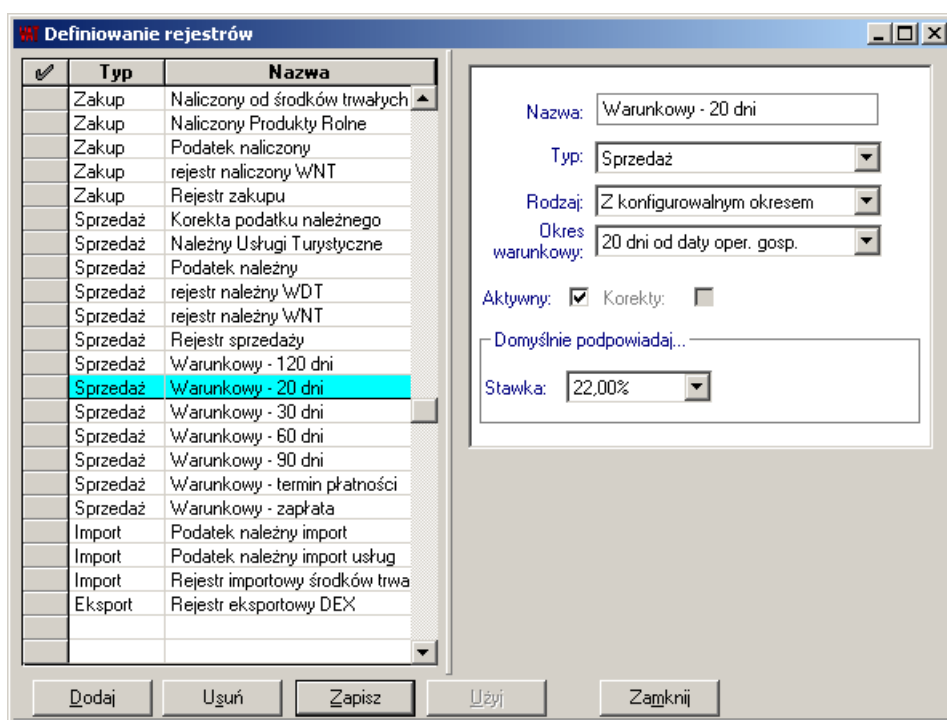 VAT Definiowanie rejestrów
Typ Nazwa
Zakup Naliczony od środków trwałych
Zakup Naliczony Produkty Rolne
Zakup Podatek naliczony
Zakup rejestr naliczony WNT
Zakup Rejestr zakupu
Sprzedaż Korekta podatku należnego
Sprzedaż Należny Usługi Turystyczne
Sprzedaż Podatek należny
Sprzedaż rejestr należny WDT
Sprzedaż rejestr należny WNT
Sprzedaż Rejestr sprzedaży
Sprzedaż Warunkowy - 120 dni
Sprzedaż Warunkowy - 20 dni
Sprzedaż Warunkowy - 30 dni
Sprzedaż Warunkowy - 60 dni
Sprzedaż Warunkowy - 90 dni
Sprzedaż Warunkowy - termin płatności
Sprzedaż Warunkowy - zapłata
Import Podatek należny import
Import Podatek należny import usług
Import Rejestr importowy środków trwa
Eksport Rejestr eksportowy DEX
Nazwa: Warunkowy - 20 dni
Typ: Sprzedaż
Rodzaj: Z konfigurowalnym okresem
Okres
warunkowy: 20 dni od daty oper. gosp.
Aktywny: Korekty:
Domyślnie podpowiadaj...
Stawka: 22,00%
Dodaj Usuń Zapisz Użyj Zamknij